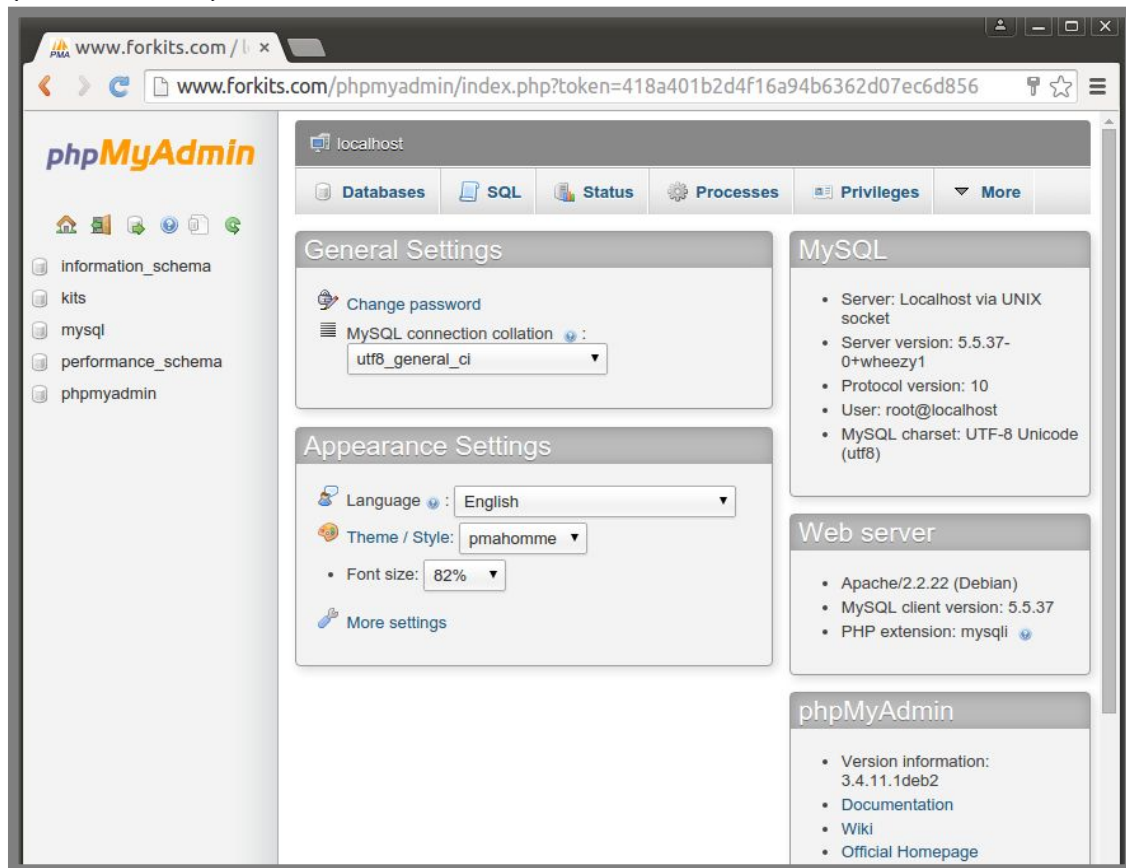 www.forkits.com / l
www.forkits.com/phpmyadmin/index.php?token=418a401b2d4f16a94b6362d07ec6d856
phpMyAdmin
information_schema
kits
mysql
performance_schema
phpmyadmin
localhost
Databases SQL Status Processes Privileges More
General Settings
Change password
MySQL connection collation :
utf8_general_ci
Appearance Settings
Language : English
Theme / Style: pmahomme
• Font size: 82%
More settings
MySQL
• Server: Localhost via UNIX
socket
• Server version: 5.5.37-
0+wheezy1
• Protocol version: 10
• User: root@localhost
• MySQL charset: UTF-8 Unicode
(utf8)
Web server
• Apache/2.2.22 (Debian)
• MySQL client version: 5.5.37
• PHP extension: mysqli
phpMyAdmin
• Version information:
3.4.11.1deb2
• Documentation
• Wiki
• Official Homepage